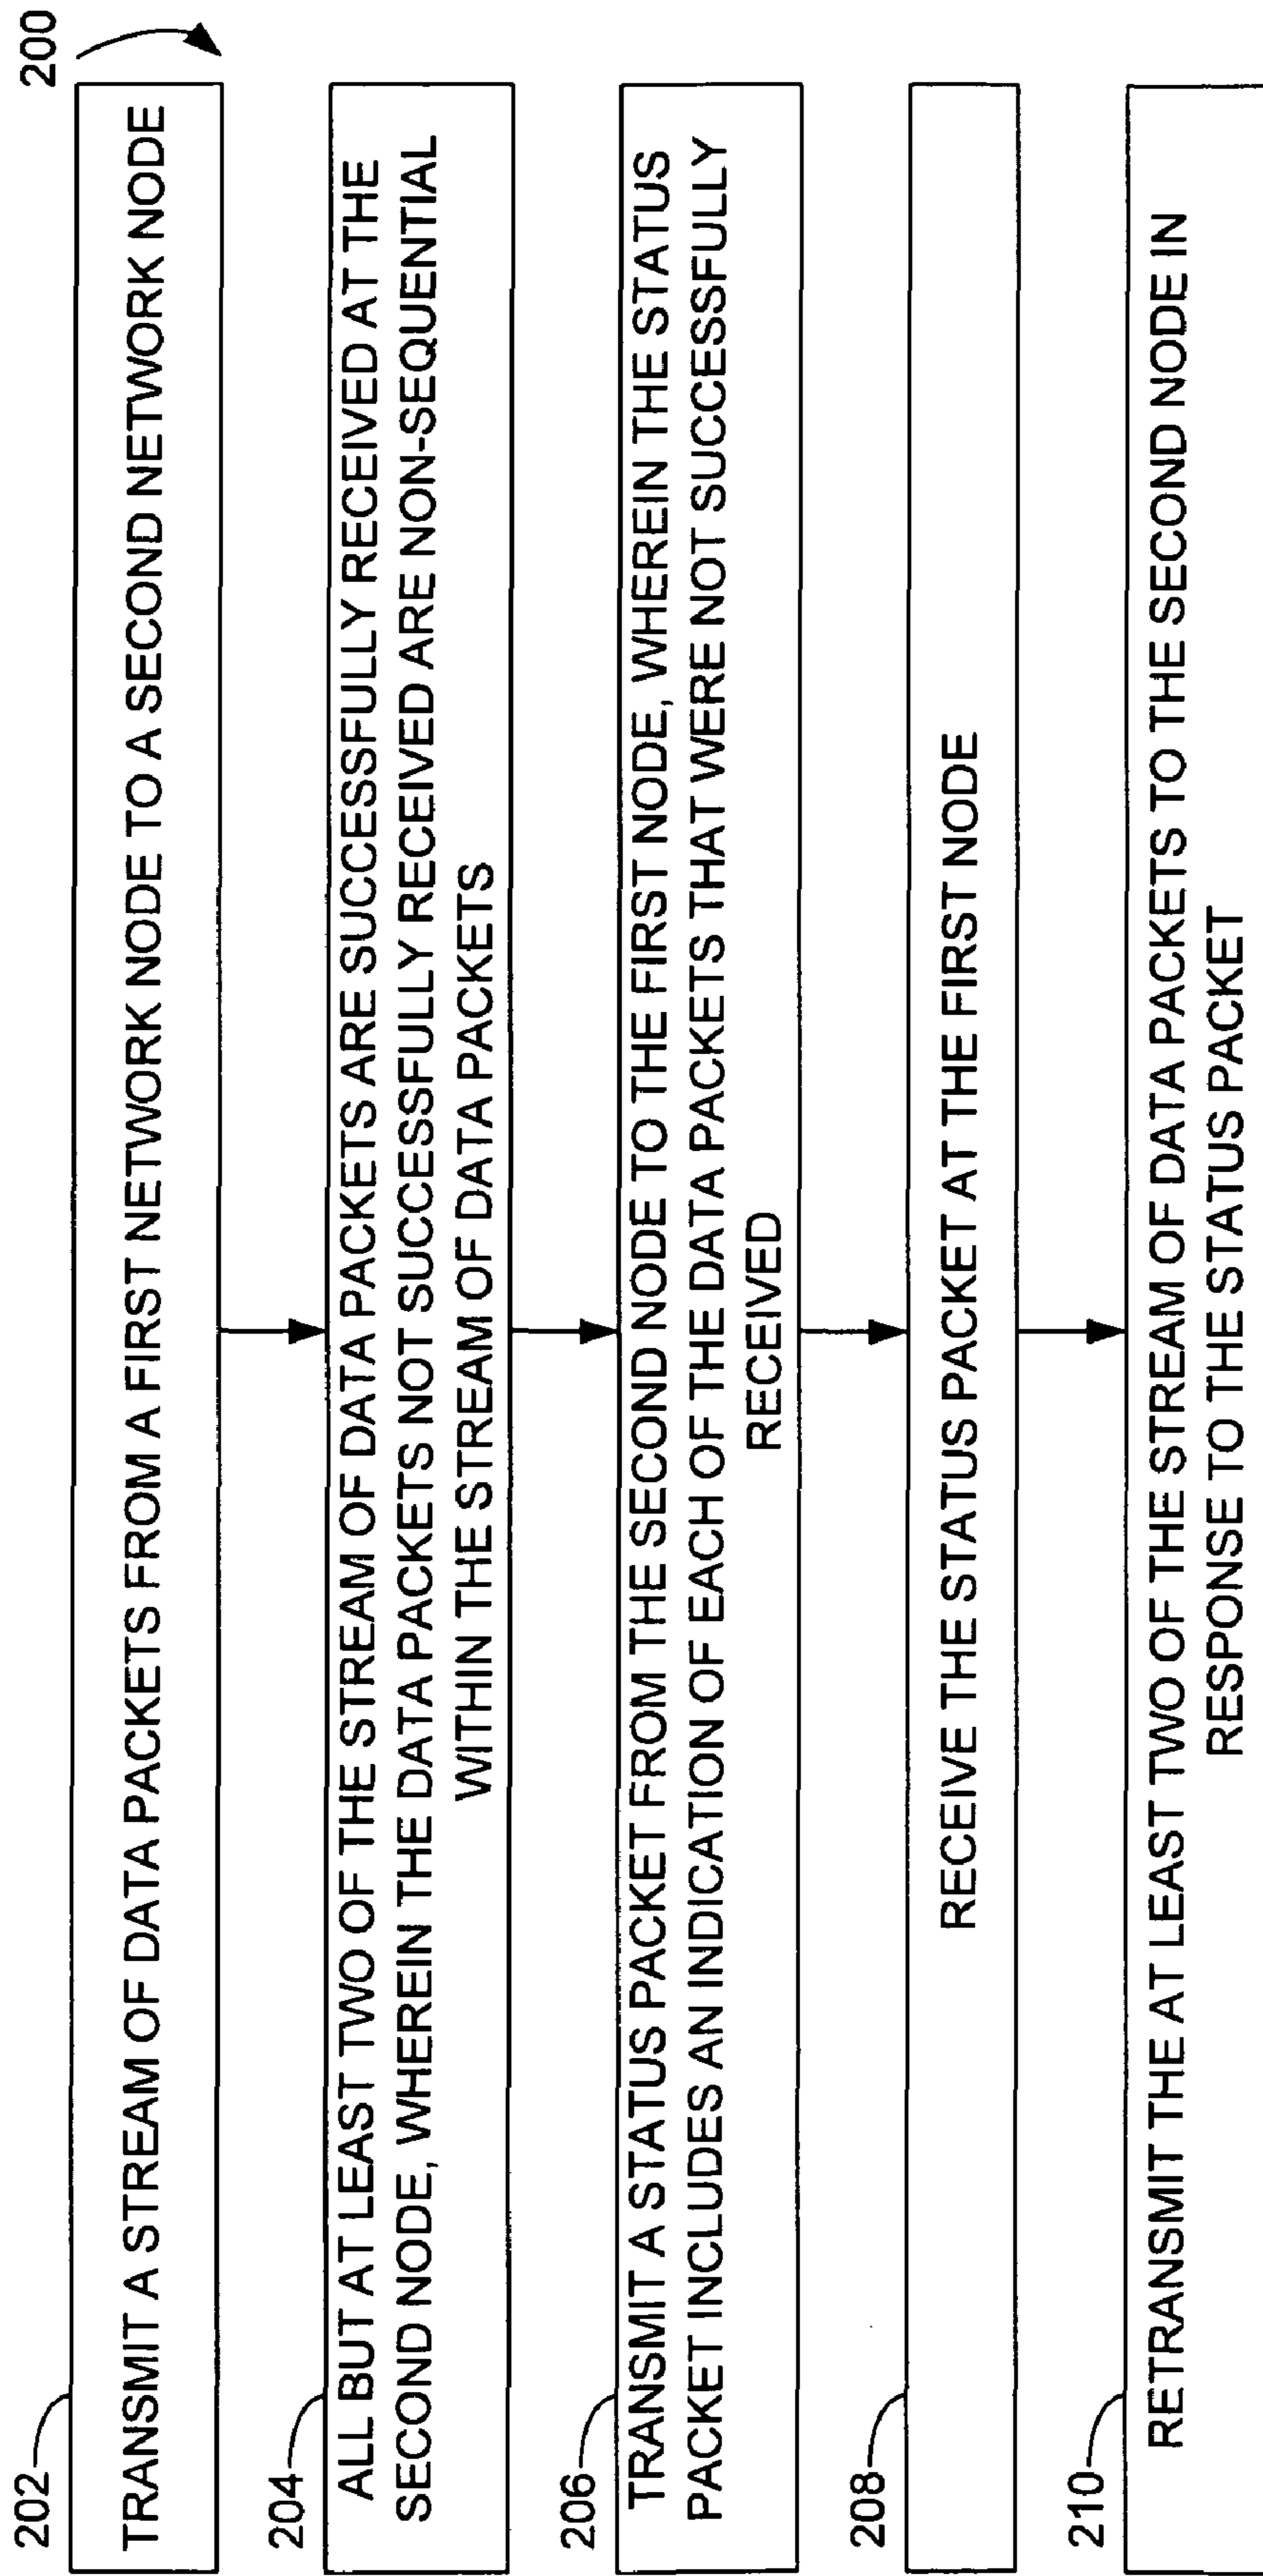 200
202
TRANSMIT A STREAM OF DATA PACKETS FROM A FIRST NETWORK NODE TO A SECOND NETWORK NODE
204
ALL BUT AT LEAST TWO OF THE STREAM OF DATA PACKETS ARE SUCCESSFULLY RECEIVED AT THE
SECOND NODE, WHEREIN THE DATA PACKETS NOT SUCCESSFULLY RECEIVED ARE NON-SEQUENTIAL
WITHIN THE STREAM OF DATA PACKETS
206
TRANSMIT A STATUS PACKET FROM THE SECOND NODE TO THE FIRST NODE, WHEREIN THE STATUS
PACKET INCLUDES AN INDICATION OF EACH OF THE DATA PACKETS THAT WERE NOT SUCCESSFULLY
RECEIVED
208
RECEIVE THE STATUS PACKET AT THE FIRST NODE
210
RETRANSMIT THE AT LEAST TWO OF THE STREAM OF DATA PACKETS TO THE SECOND NODE IN
RESPONSE TO THE STATUS PACKET